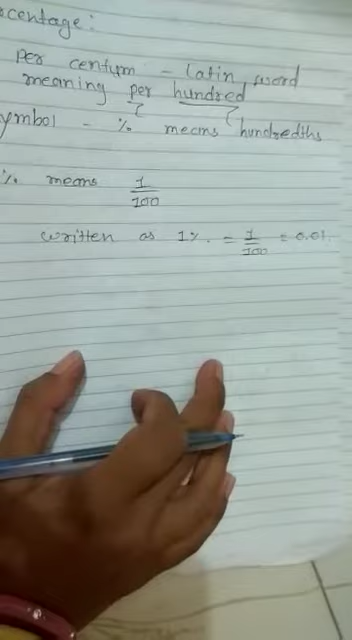 rcentage:
Per centum - Latin word
meaning per hundred
ymbol - % means hundredths
% means 1/100
written as 1% = 1/100 = 0.01.